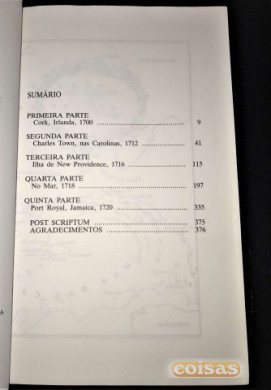 SUMÁRIO
PRIMEIRA PARTE
Cork, Irlanda, 1700 9
SEGUNDA PARTE
Charles Town, nas Carolinas, 1712 41
TERCEIRA PARTE
Ilha de New Providence, 1716 115
QUARTA PARTE
No Mar, 1718 197
QUINTA PARTE
Port Royal, Jamaica, 1720 335
POST SCRIPTUM 375
AGRADECIMENTOS 376
coisas